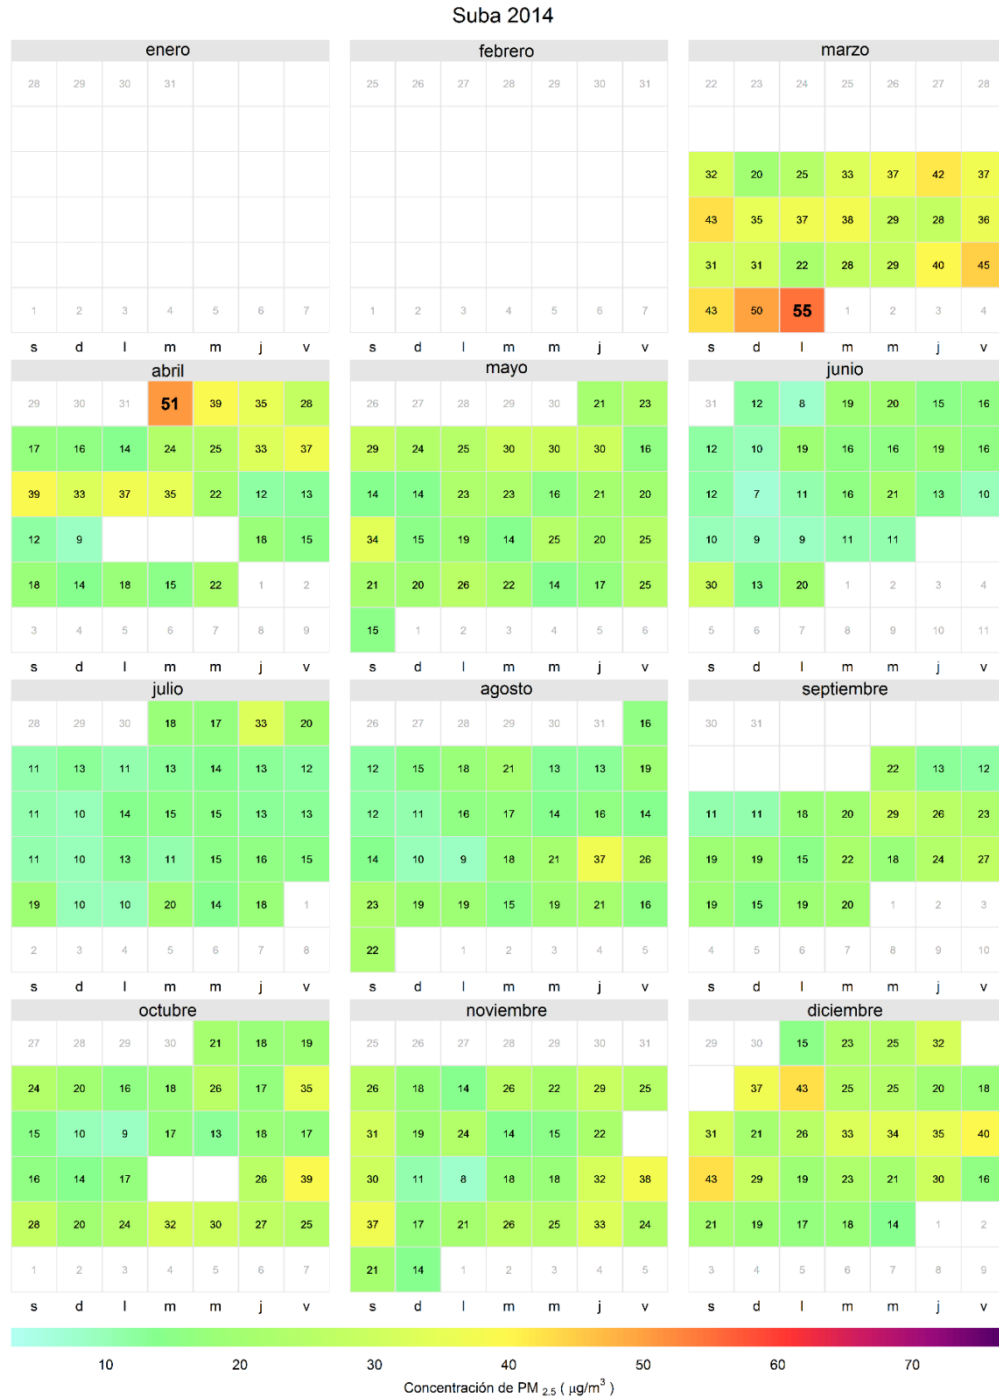 Suba 2014
enero febrero marzo
28 29 30 31 25 26 27 28 29 30 31 22 23 24 25 26 27 28
32 20 25 33 37 42 37
43 35 37 38 29 28 36
31 31 22 28 29 40 45
1 2 3 4 5 6 7 1 2 3 4 5 6 7 43 50 55 1 2 3 4
s d l m m j v s d l m m j v s d l m m j v
abril mayo junio
29 30 31 51 39 35 28 26 27 28 29 30 21 23 31 12 8 19 20 15 16
17 16 14 24 25 33 37 29 24 25 30 30 30 16 12 10 19 16 16 19 16
39 33 37 35 22 12 13 14 14 23 23 16 21 20 12 7 11 16 21 13 10
12 9 18 15 34 15 19 14 25 20 25 10 9 9 11 11
18 14 18 15 22 1 2 21 20 26 22 14 17 25 30 13 20 1 2 3 4
3 4 5 6 7 8 9 15 1 2 3 4 5 6 5 6 7 8 9 10 11
s d l m m j v s d l m m j v s d l m m j v
julio agosto septiembre
28 29 30 18 17 33 20 26 27 28 29 30 31 16 30 31
11 13 11 13 14 13 12 12 15 18 21 13 13 19 22 13 12
11 10 14 15 15 13 13 12 11 16 17 14 16 14 11 11 18 20 29 26 23
11 10 13 11 15 16 15 14 10 9 18 21 37 26 19 19 15 22 18 24 27
19 10 10 20 14 18 1 23 19 19 15 19 21 16 19 15 19 20 1 2 3
2 3 4 5 6 7 8 22 1 2 3 4 5 4 5 6 7 8 9 10
s d l m m j v s d l m m j v s d l m m j v
octubre noviembre diciembre
27 28 29 30 21 18 19 25 26 27 28 29 30 31 29 30 15 23 25 32
24 20 16 18 26 17 35 26 18 14 26 22 29 25 37 43 25 25 20 18
15 10 9 17 13 18 17 31 19 24 14 15 22 31 21 26 33 34 35 40
16 14 17 26 39 30 11 8 18 18 32 38 43 29 19 23 21 30 16
28 20 24 32 30 27 25 37 17 21 26 25 33 24 21 19 17 18 14 1 2
1 2 3 4 5 6 7 21 14 1 2 3 4 5 3 4 5 6 7 8 9
s d l m m j v s d l m m j v s d l m m j v
10 20 30 40 50 60 70
Concentración de PM 2.5 ( μg/m³ )